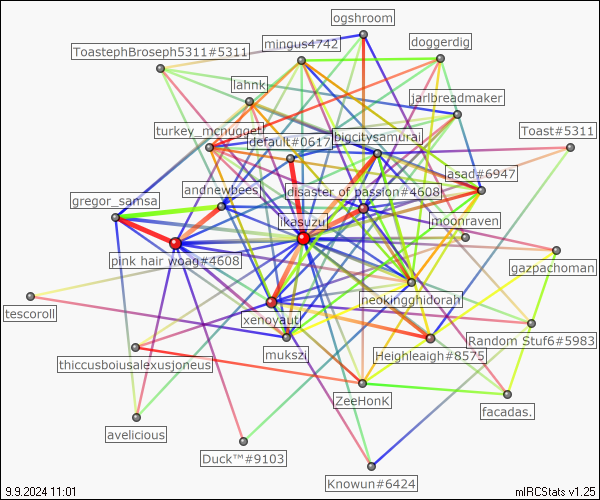 ogshroom
mingus4742
doggerdig
ToastephBroseph5311#5311
lahnk
jarlbreadmaker
turkey_mcnugget
Toast#5311
default#0617
bigcitysamurai
asad#6947
andnewbees
disaster of passion#4608
gregor_samsa
ikasuzu
moonraven
pink hair woag#4608
gazpachoman
neokingghidorah
tescoroll
xenoyaut
Random Stuf6#5983
mukszi
Heighleaigh#8575
thiccusboiusalexusjoneus
ZeeHonK
facadas.
avelicious
Duck™#9103
Knowun#6424
9.9.2024 11:01
mIRCStats v1.25